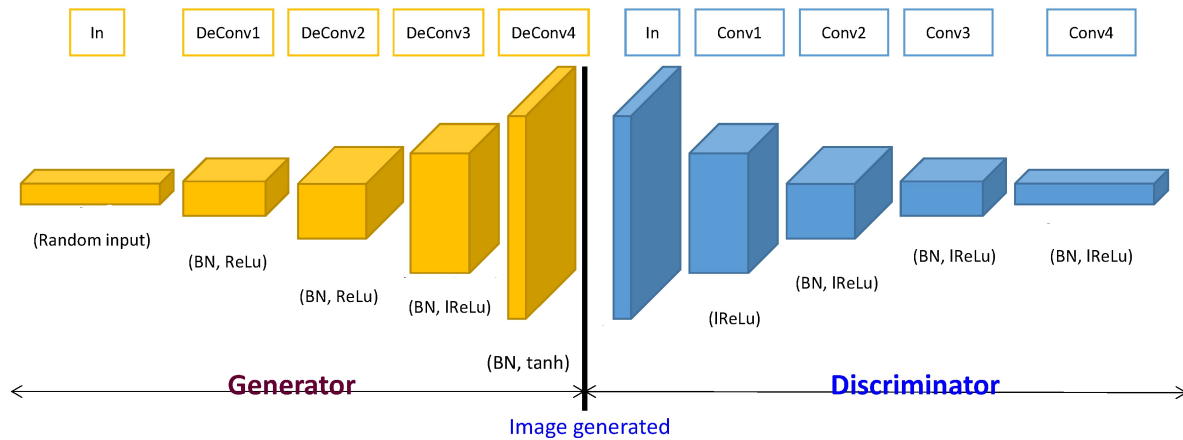 In DeConv1 DeConv2 DeConv3 DeConv4 In Conv1 Conv2 Conv3 Conv4
(Random input)
(BN, ReLu)
(BN, ReLu)
(BN, lReLu)
(BN, tanh)
(lReLu)
(BN, lReLu)
(BN, lReLu)
(BN, lReLu)
Generator
Discriminator
Image generated